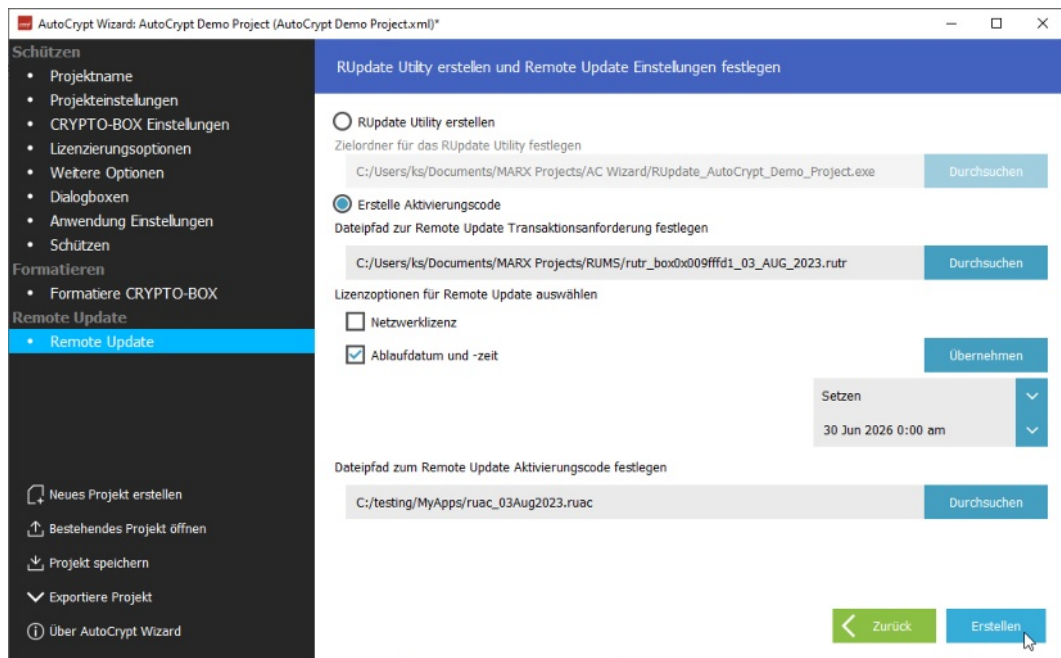 AutoCrypt Wizard: AutoCrypt Demo Project (AutoCrypt Demo Project.xml)*
Schützen
• Projektname
• Projekteinstellungen
• CRYPTO-BOX Einstellungen
• Lizenzierungsoptionen
• Weitere Optionen
• Dialogboxen
• Anwendung Einstellungen
• Schützen
Formatieren
• Formatiere CRYPTO-BOX
Remote Update
• Remote Update
Neues Projekt erstellen
Bestehendes Projekt öffnen
Projekt speichern
Exportiere Projekt
Über AutoCrypt Wizard
RUpdate Utility erstellen und Remote Update Einstellungen festlegen
RUpdate Utility erstellen
Zielordner für das RUpdate Utility festlegen
C:/Users/ks/Documents/MARX Projects/AC Wizard/RUpdate_AutoCrypt_Demo_Project.exe Durchsuchen
Erstelle Aktivierungscode
Dateipfad zur Remote Update Transaktionsanforderung festlegen
C:/Users/ks/Documents/MARX Projects/RUMS/rutr_box0x009fffd1_03_AUG_2023.rutr Durchsuchen
Lizenzoptionen für Remote Update auswählen
Netzwerklizenz
Ablaufdatum und -zeit Übernehmen
Setzen
30 Jun 2026 0:00 am
Dateipfad zum Remote Update Aktivierungscode festlegen
C:/testing/MyApps/ruac_03Aug2023.ruac Durchsuchen
Zurück Erstellen